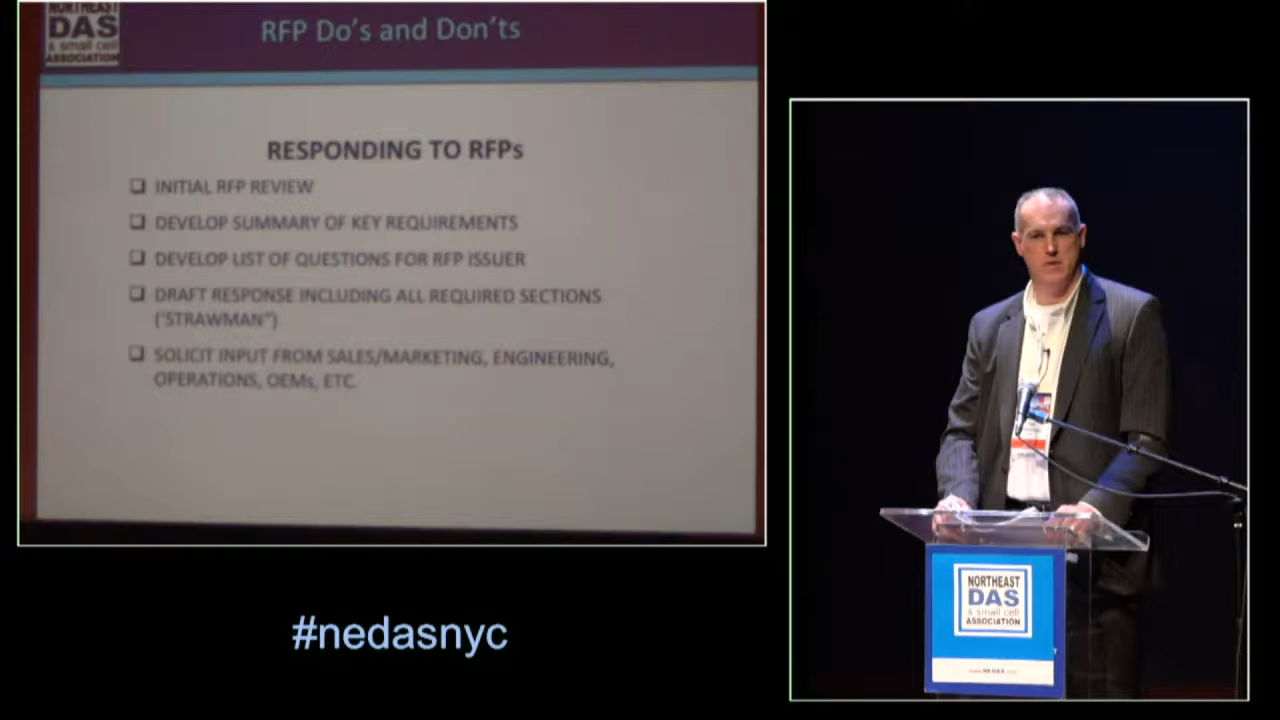 NORTHEAST
DAS
& small cell
ASSOCIATION
RFP Do's and Don'ts
RESPONDING TO RFPs
❑ INITIAL RFP REVIEW
❑ DEVELOP SUMMARY OF KEY REQUIREMENTS
❑ DEVELOP LIST OF QUESTIONS FOR RFP ISSUER
❑ DRAFT RESPONSE INCLUDING ALL REQUIRED SECTIONS
('STRAWMAN")
❑ SOLICIT INPUT FROM SALES/MARKETING, ENGINEERING,
OPERATIONS, OEMs, ETC.
#nedasnyc
NORTHEAST
DAS
& small cell
ASSOCIATION